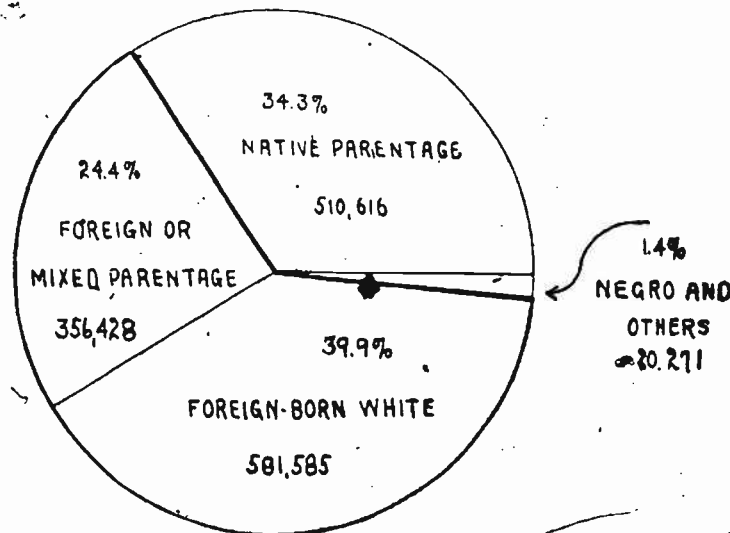 34.3%
NATIVE PARENTAGE
510,616
24.4%
FOREIGN OR
MIXED PARENTAGE
356,428
1.4%
NEGRO AND
OTHERS
20.271
39.9%
FOREIGN-BORN WHITE
581,585